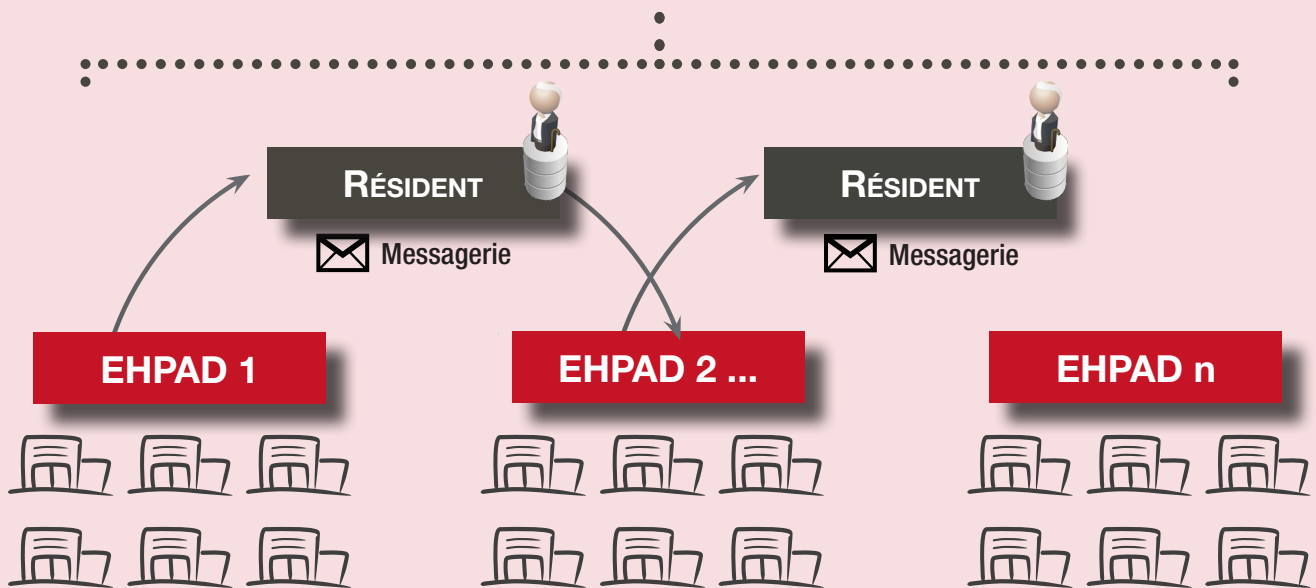 RÉSIDENT
RÉSIDENT
Messagerie
Messagerie
EHPAD 1
EHPAD 2 ...
EHPAD n